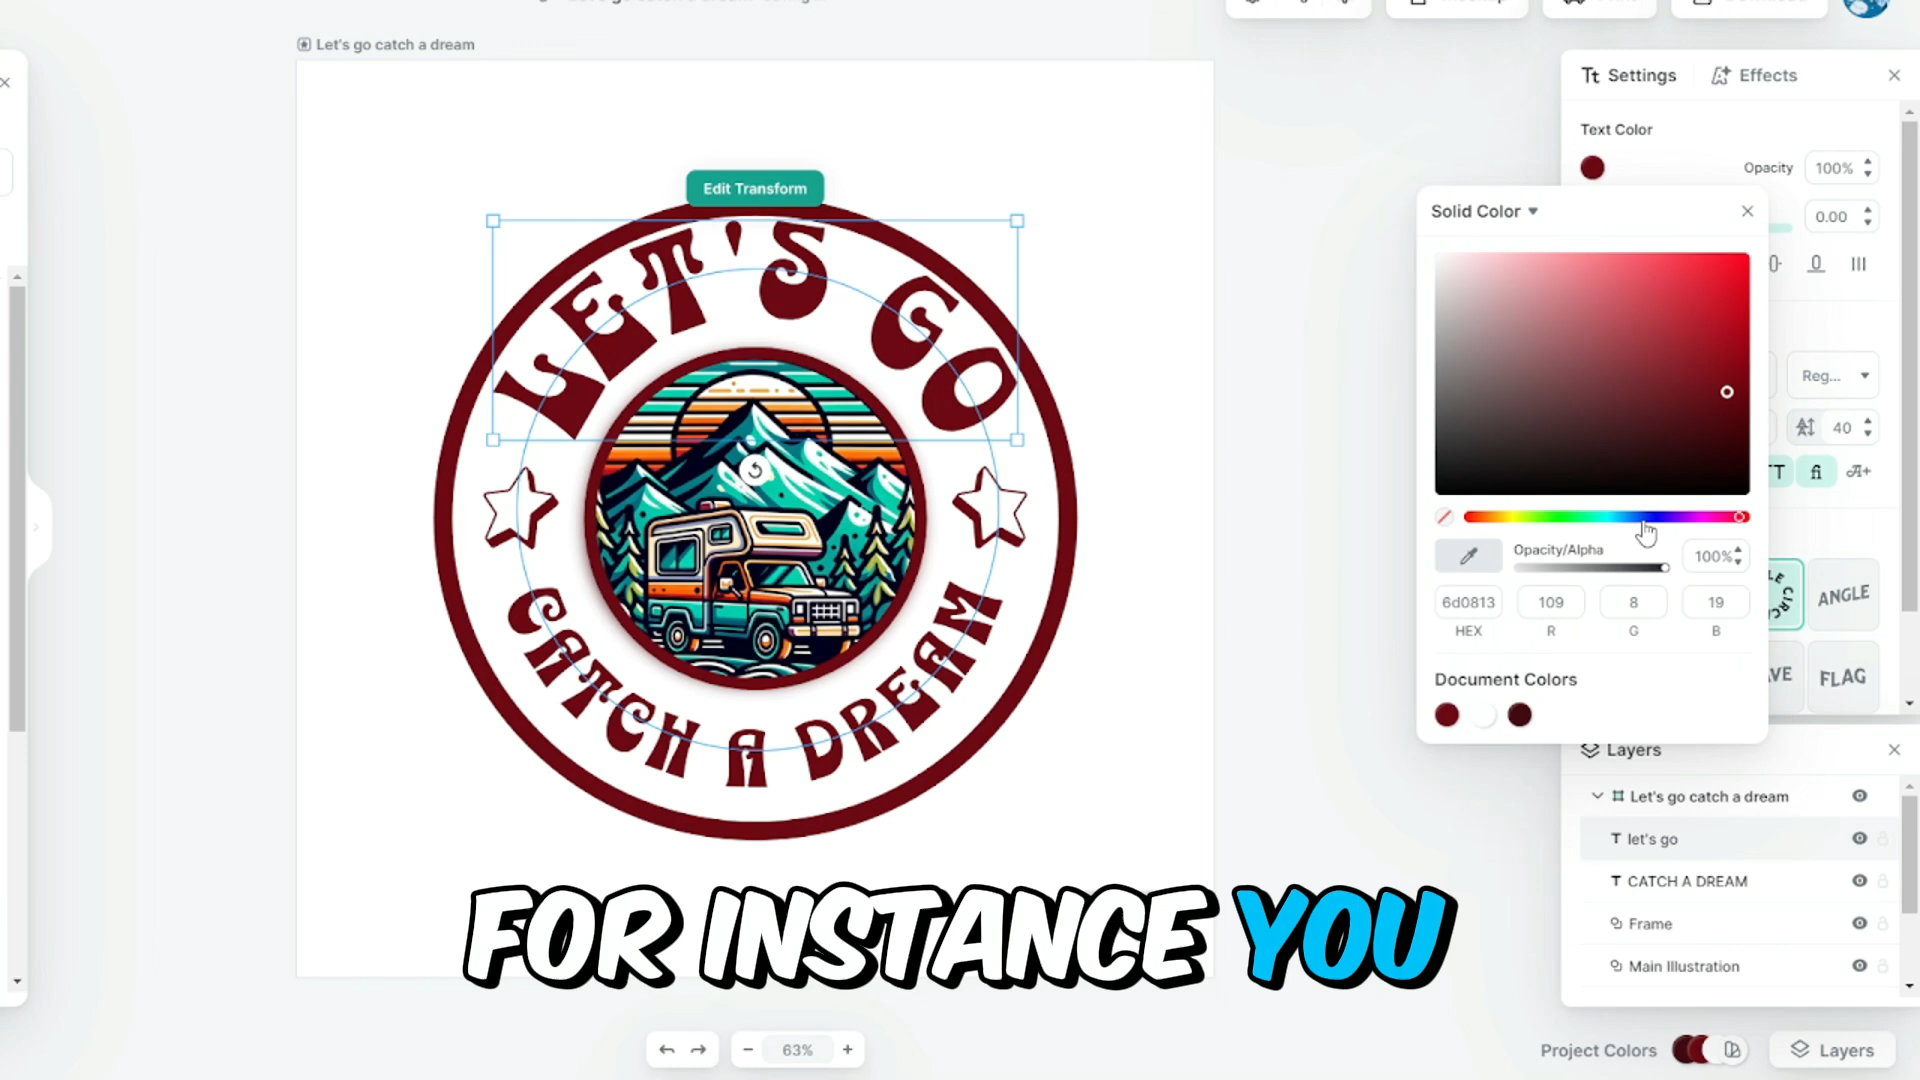 Let's go catch a dream
Settings
Effects
Text Color
Opacity
100%
Edit Transform
Solid Color
0.00
LET'S GO
Reg...
40
Opacity/Alpha
100%
6d0813
109
8
19
HEX
R
G
B
ANGLE
FLAG
CATCH A DREAM
Document Colors
Layers
Let's go catch a dream
let's go
CATCH A DREAM
Frame
Main Illustration
FOR INSTANCE YOU
63%
Project Colors
Layers